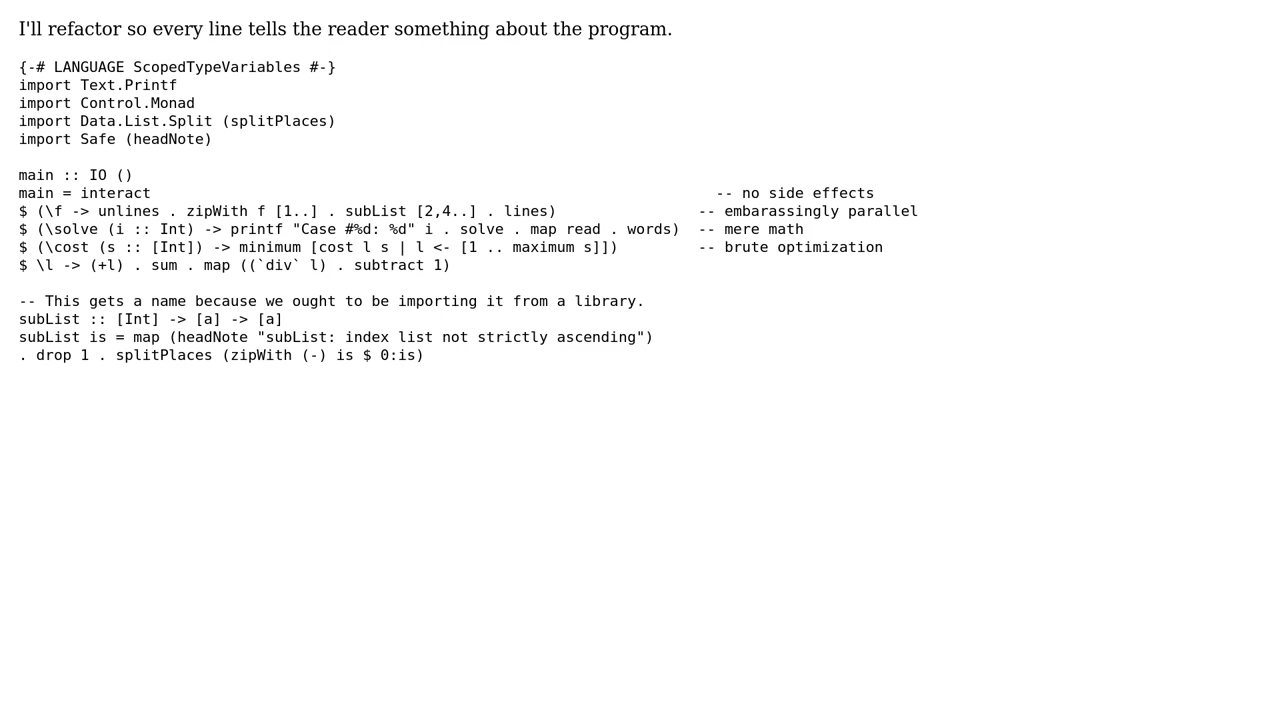 I'll refactor so every line tells the reader something about the program.
{-# LANGUAGE ScopedTypeVariables #-}
import Text.Printf
import Control.Monad
import Data.List.Split (splitPlaces)
import Safe (headNote)
main :: IO ()
main = interact -- no side effects
$ (\f -> unlines . zipWith f [1..] . subList [2,4..] . lines) -- embarassingly parallel
$ (\solve (i :: Int) -> printf "Case #%d: %d" i . solve . map read . words) -- mere math
$ (\cost (s :: [Int]) -> minimum [cost l s | l <- [1 .. maximum s]]) -- brute optimization
$ \l -> (+l) . sum . map ((`div` l) . subtract 1)
-- This gets a name because we ought to be importing it from a library.
subList :: [Int] -> [a] -> [a]
subList is = map (headNote "subList: index list not strictly ascending")
. drop 1 . splitPlaces (zipWith (-) is $ 0:is)